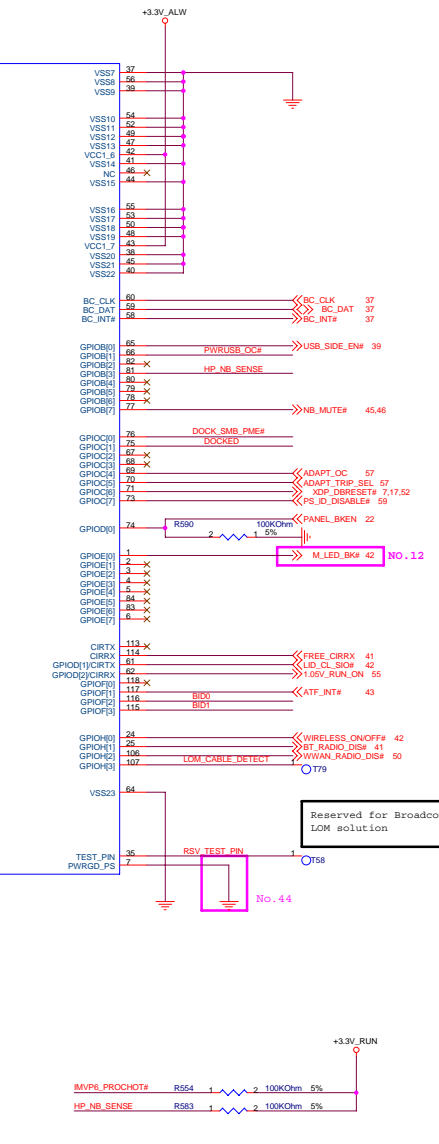 +3.3V_ALW
VSS7 37
VSS8 56
VSS9 39
VSS10 54
VSS11 52
VSS12 49
VSS13 47
VCC1_6 42
VSS14 41
NC 46
VSS15 44
VSS16 55
VSS17 53
VSS18 50
VSS19 48
VCC1_7 43
VSS20 38
VSS21 45
VSS22 40
BC_CLK 60 BC_CLK 37
BC_DAT 59 BC_DAT 37
BC_INT# 58 BC_INT# 37
GPIOB[0] 65 USB_SIDE_EN# 39
GPIOB[1] 66 PWRUSB_OC#
GPIOB[2] 82
GPIOB[3] 81 HP_NB_SENSE
GPIOB[4] 80
GPIOB[5] 79
GPIOB[6] 78
GPIOB[7] 77 NB_MUTE# 45,46
GPIOC[0] 76 DOCK_SMB_PME#
GPIOC[1] 75 DOCKED
GPIOC[2] 67
GPIOC[3] 68
GPIOC[4] 69 ADAPT_OC 57
GPIOC[5] 70 ADAPT_TRIP_SEL 57
GPIOC[6] 71 XDP_DBRESET# 7,17,52
GPIOC[7] 73 PS_ID_DISABLE# 59
PANEL_BKEN 22
GPIOD[0] 74 R590 100KOhm
2 1 5%
GPIOE[0] 1 M_LED_BK# 42 NO.12
GPIOE[1] 2
GPIOE[2] 3
GPIOE[3] 4
GPIOE[4] 5
GPIOE[5] 84
GPIOE[6] 83
GPIOE[7] 6
CIRTX 113
CIRRX 114 FREE_CIRRX 41
GPIOD[1]/CIRTX 61 LID_CL_SIO# 42
GPIOD[2]/CIRRX 62 1.05V_RUN_ON 55
GPIOF[0] 118
GPIOF[1] 117 ATF_INT# 43
GPIOF[2] 116 BID0
GPIOF[3] 115 BID1
GPIOH[0] 24 WIRELESS_ON/OFF# 42
GPIOH[1] 25 BT_RADIO_DIS# 41
GPIOH[2] 106 WWAN_RADIO_DIS# 50
GPIOH[3] 107 LOM_CABLE_DETECT 1
T79
VSS23 64
Reserved for Broadco
LOM solution
TEST_PIN 35 RSV_TEST_PIN 1
PWRGD_PS 7 T58
No.44
+3.3V_RUN
IMVP6_PROCHOT# R554 1 2 100KOhm 5%
HP_NB_SENSE R583 1 2 100KOhm 5%